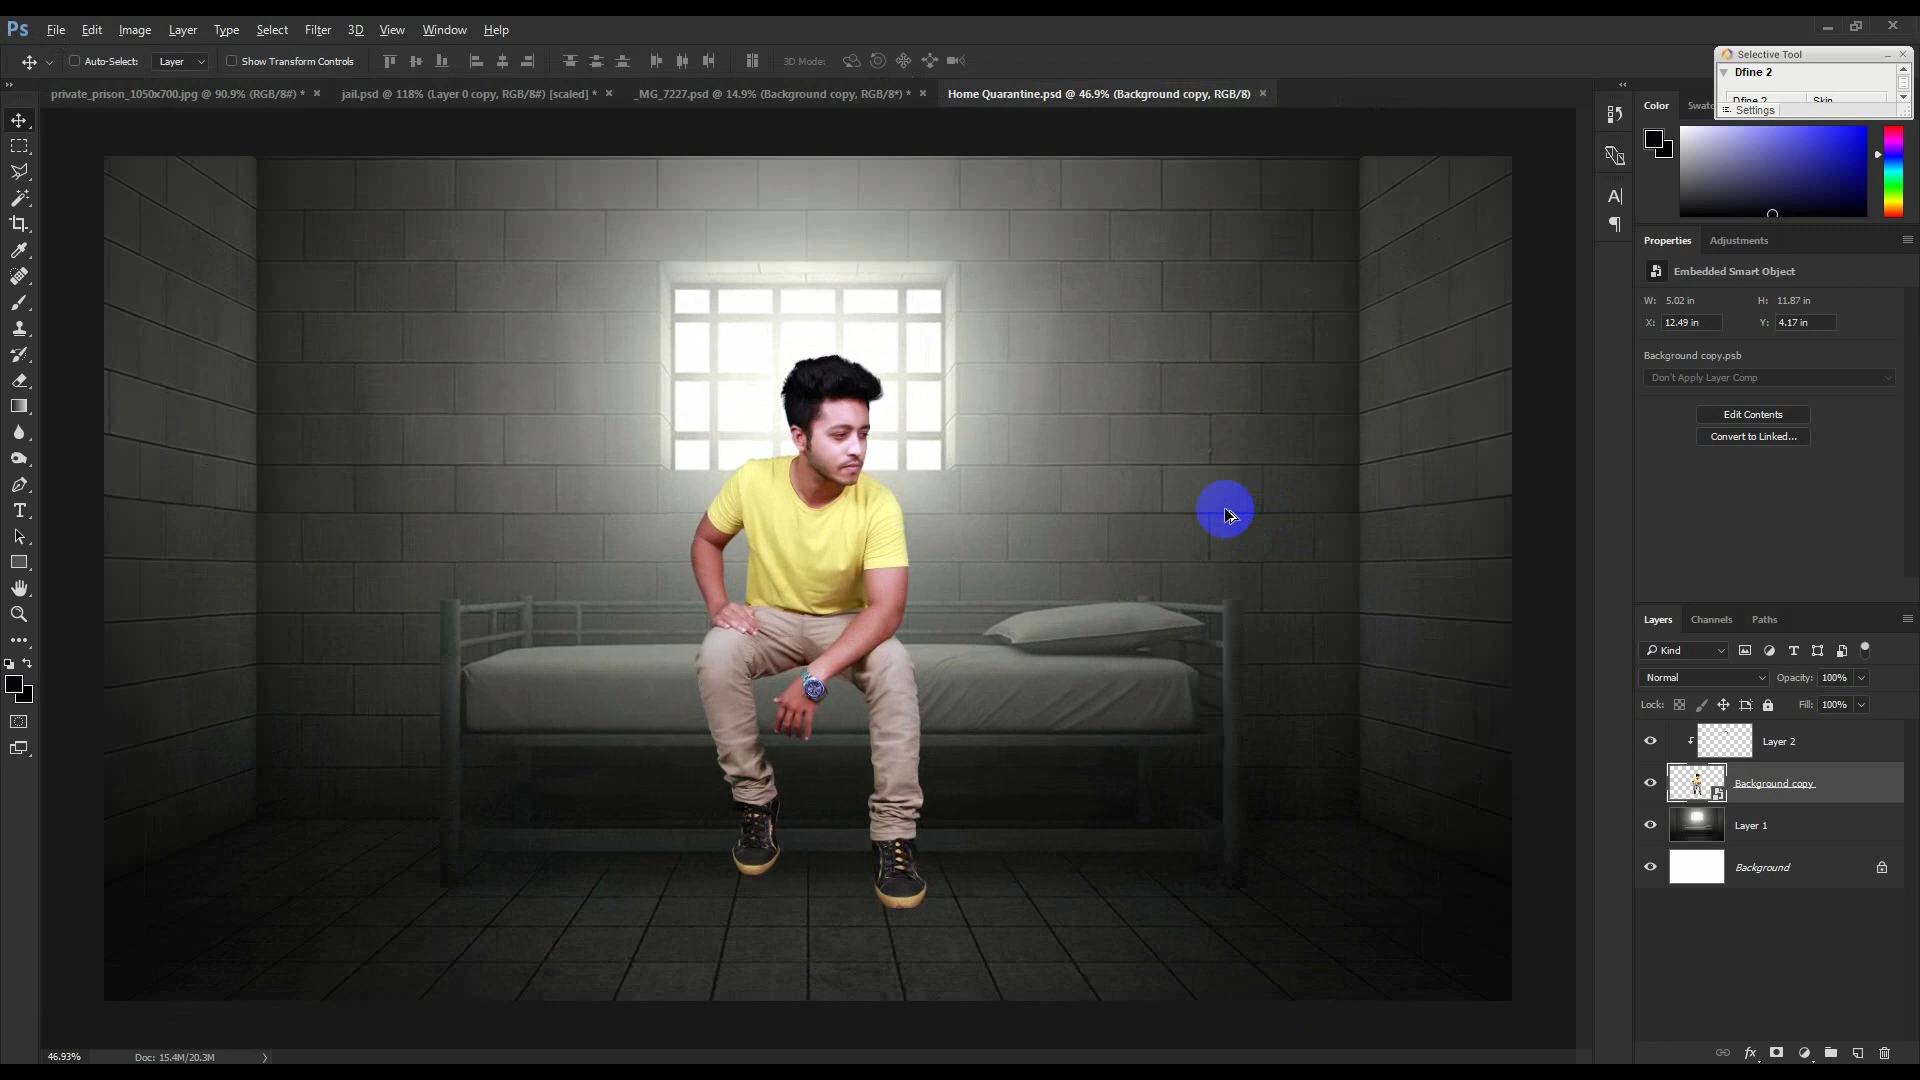 Ps File Edit Image Layer Type Select Filter 3D View Window Help
Auto-Select: Layer Show Transform Controls 3D Mode:
Selective Tool
Dfine 2
Dfine 2 Skin
Settings
private_prison_1050x700.jpg @ 90.9% (RGB/8#) * × jail.psd @ 118% (Layer 0 copy, RGB/8#) [scaled] * × _MG_7227.psd @ 14.9% (Background copy, RGB/8*) * × Home Quarantine.psd @ 46.9% (Background copy, RGB/8) ×
Color Swatc
Properties Adjustments
Embedded Smart Object
W: 5.02 in H: 11.87 in
X: 12.49 in Y: 4.17 in
Background copy.psb
Don't Apply Layer Comp
Edit Contents
Convert to Linked...
Layers Channels Paths
Kind
Normal Opacity: 100%
Lock: Fill: 100%
Layer 2
Background copy
Layer 1
Background
46.93% Doc: 15.4M/20.3M
fx